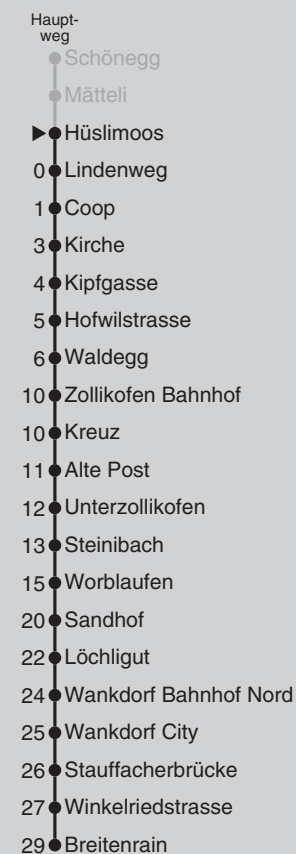 Haupt-
weg
Schönegg
Mätteli
Hüslimoos
0 Lindenweg
1 Coop
3 Kirche
4 Kipfgasse
5 Hofwilstrasse
6 Waldegg
10 Zollikofen Bahnhof
10 Kreuz
11 Alte Post
12 Unterzollikofen
13 Steinibach
15 Worblaufen
20 Sandhof
22 Löchligut
24 Wankdorf Bahnhof Nord
25 Wankdorf City
26 Stauffacherbrücke
27 Winkelriedstrasse
29 Breitenrain